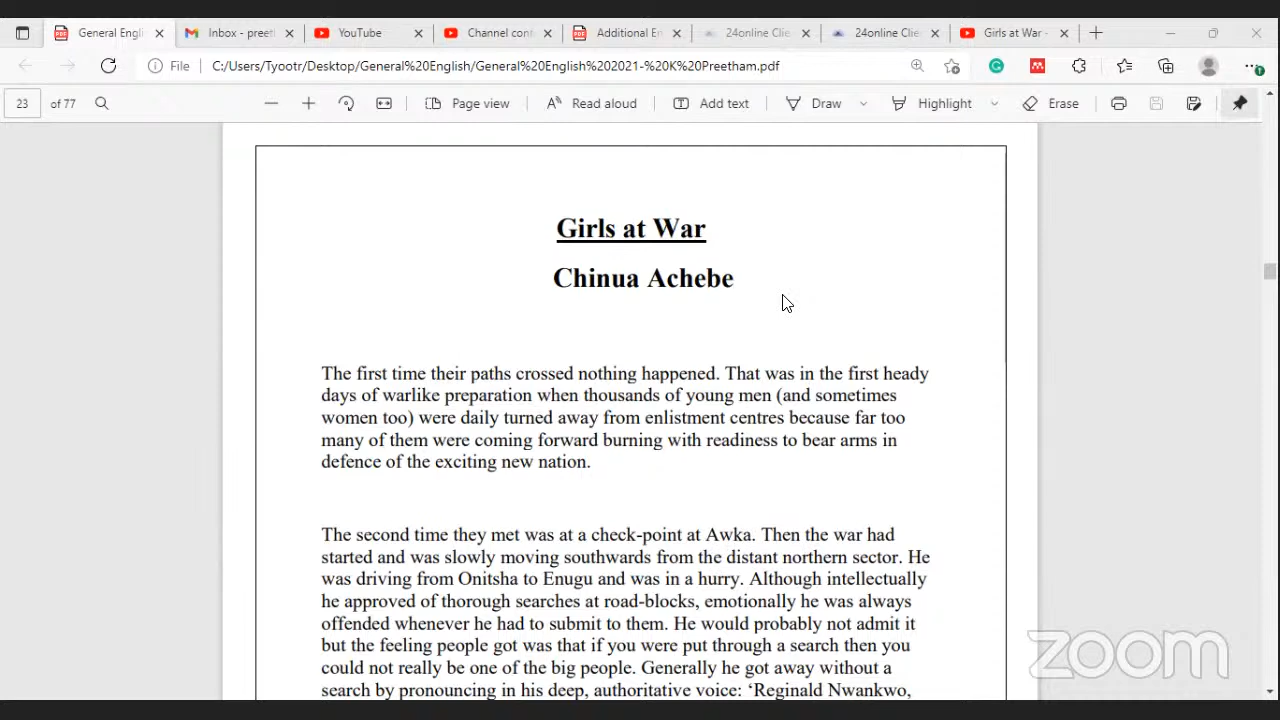 General Engli
Inbox - preet
YouTube
Channel con
Additional En
24online Clie
24online Clie
Girls at War -
File
C:/Users/Tyootr/Desktop/General%20English/General%20English%202021-%20K%20Preetham.pdf
23 of 77
Page view
Read aloud
Add text
Draw
Highlight
Erase
Girls at War
Chinua Achebe
The first time their paths crossed nothing happened. That was in the first heady
days of warlike preparation when thousands of young men (and sometimes
women too) were daily turned away from enlistment centres because far too
many of them were coming forward burning with readiness to bear arms in
defence of the exciting new nation.
The second time they met was at a check-point at Awka. Then the war had
started and was slowly moving southwards from the distant northern sector. He
was driving from Onitsha to Enugu and was in a hurry. Although intellectually
he approved of thorough searches at road-blocks, emotionally he was always
offended whenever he had to submit to them. He would probably not admit it
but the feeling people got was that if you were put through a search then you
could not really be one of the big people. Generally he got away without a
search by pronouncing in his deep, authoritative voice: ‘Reginald Nwankwo,
zoom